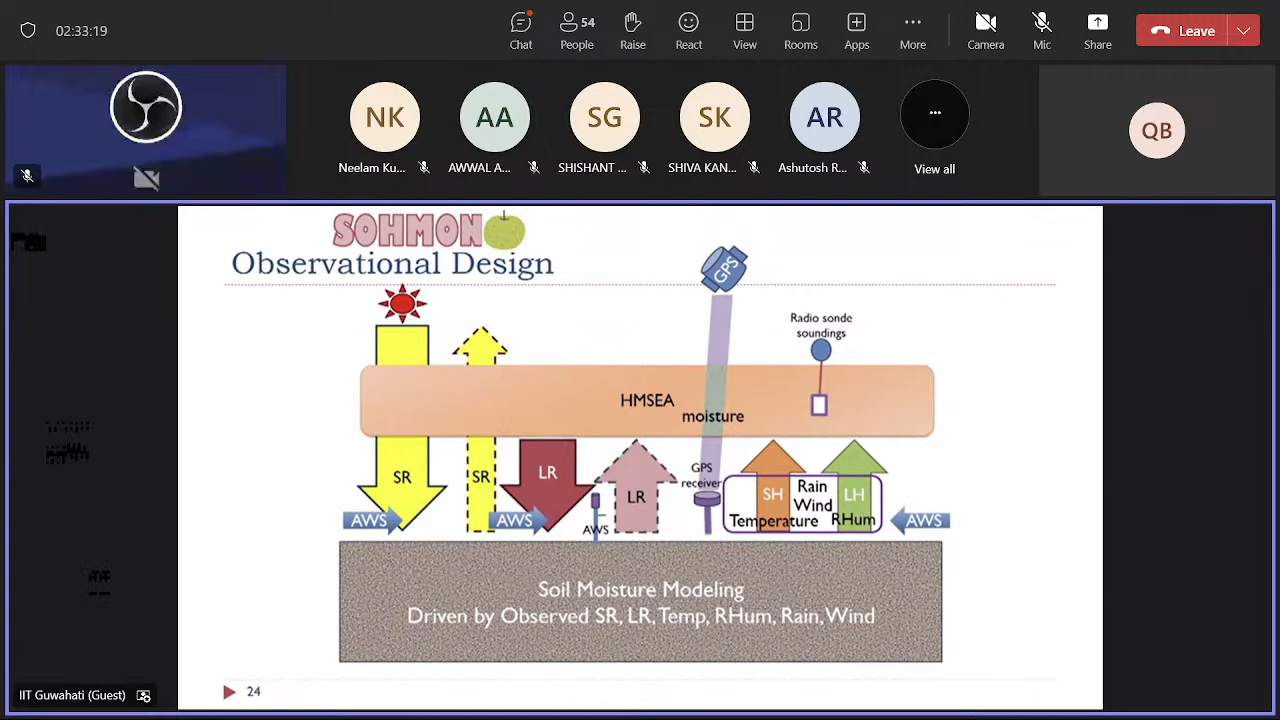 02:33:19
Chat
54
People
Raise
React
View
Rooms
Apps
More
Camera
Mic
Share
Leave
NK
AA
SG
SK
AR
QB
Neelam Ku...
AWWAL A...
SHISHANT ...
SHIVA KAN...
Ashutosh R...
View all
SOHMON
Observational Design
GPS
Radio sonde
soundings
HMSEA
moisture
SR
SR
LR
LR
GPS
receiver
SH
Rain
Wind
LH
Temperature
RHum
AWS
AWS
AWS
AWS
Soil Moisture Modeling
Driven by Observed SR, LR, Temp, RHum, Rain, Wind
24
IIT Guwahati (Guest)